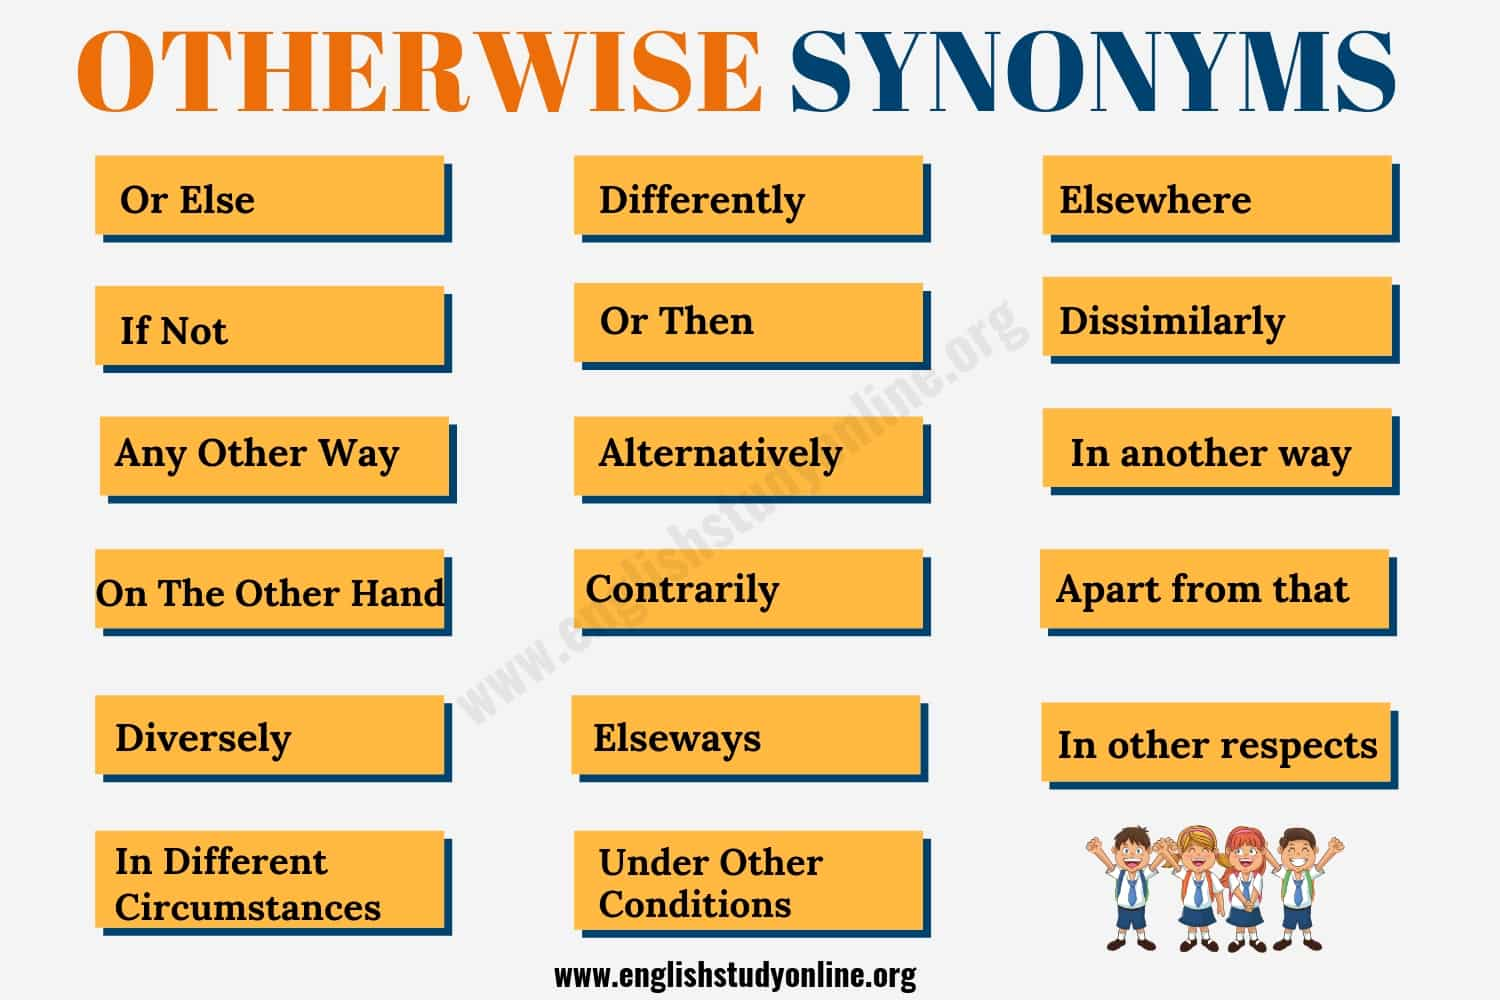 OTHERWISE SYNONYMS
Or Else
Differently
Elsewhere
If Not
Or Then
Dissimilarly
Any Other Way
Alternatively
In another way
On The Other Hand
Contrarily
Apart from that
Diversely
Elseways
In other respects
In Different
Circumstances
Under Other
Conditions
www.englishstudyonline.org
www.englishstudyonline.org